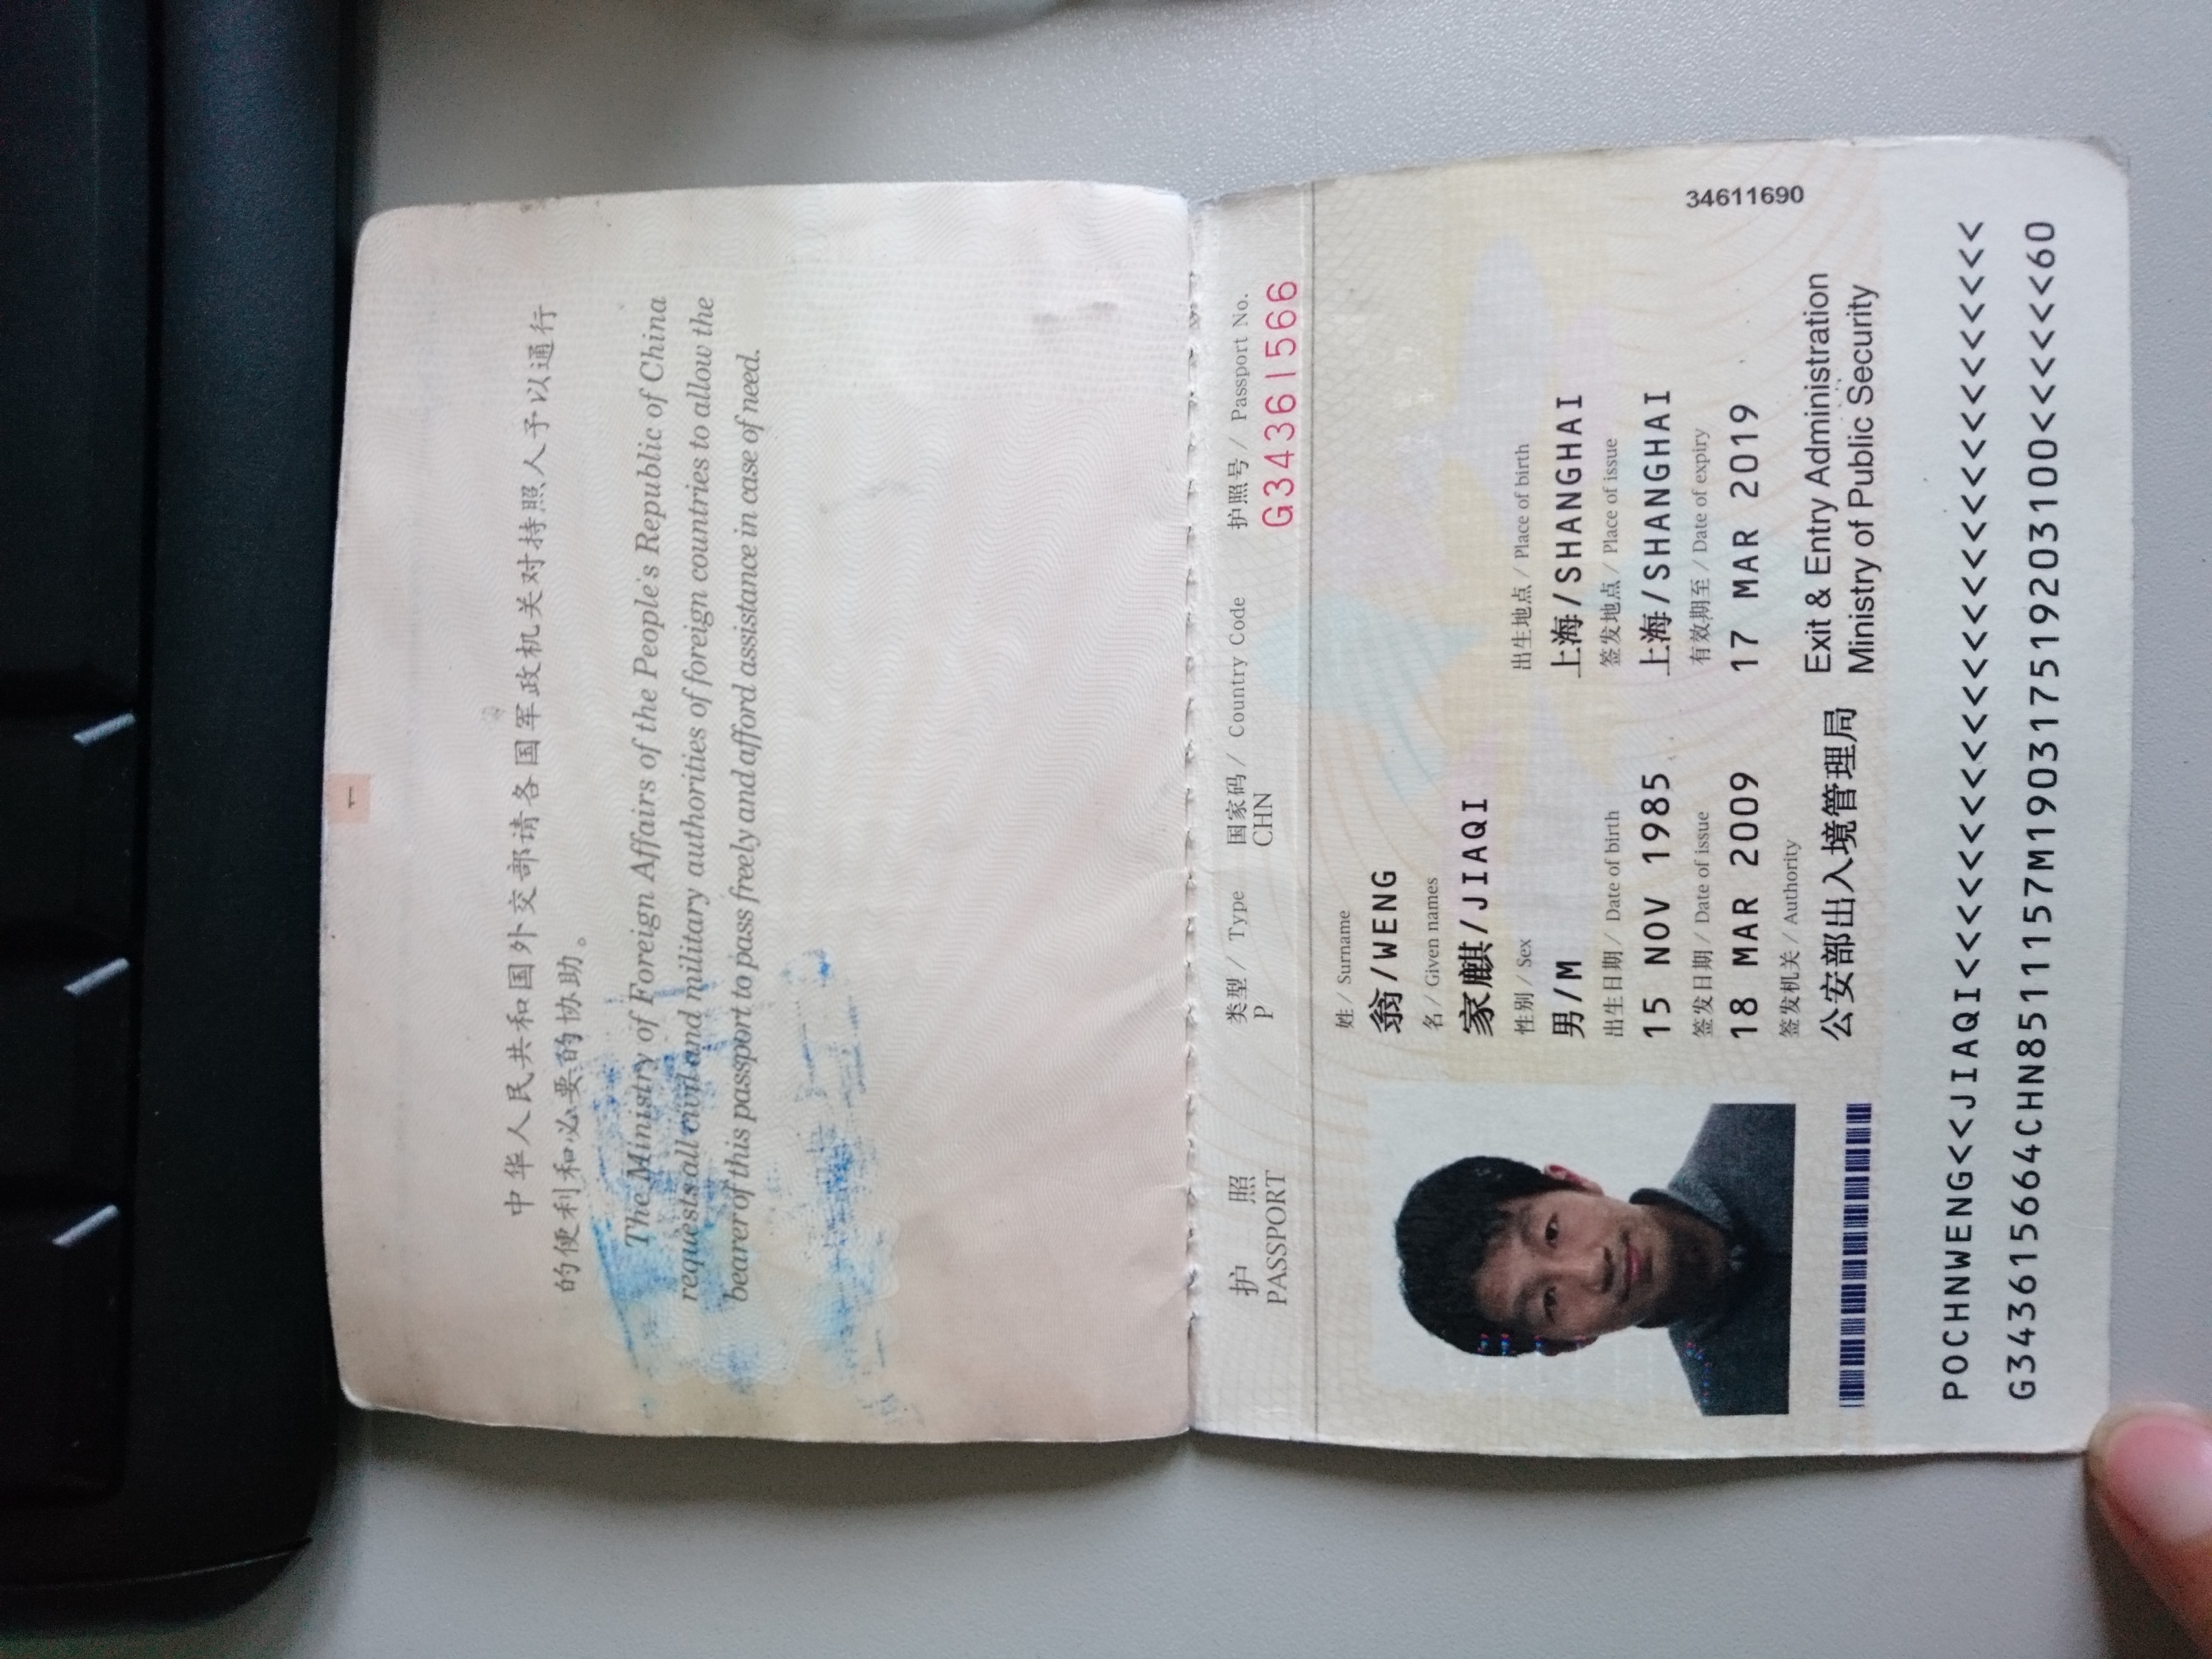 1
中华人民共和国外交部请各国军政机关对持照人予以通行
的便利和必要的协助。
The Ministry of Foreign Affairs of the People's Republic of China
requests all civil and military authorities of foreign countries to allow the
bearer of this passport to pass freely and afford assistance in case of need.
护 照
PASSPORT
类型 / Type
P
国家码 / Country Code
CHN
护照号 / Passport No.
G34361566
姓 / Surname
翁/WENG
名 / Given names
家麒/JIAQI
性别 / Sex
男/M
出生地点 / Place of birth
上海/SHANGHAI
出生日期 / Date of birth
15 NOV 1985
签发地点 / Place of issue
上海/SHANGHAI
签发日期 / Date of issue
18 MAR 2009
有效期至 / Date of expiry
17 MAR 2019
签发机关 / Authority
公安部出入境管理局
Exit & Entry Administration
Ministry of Public Security
34611690
POCHNWENG<<JIAQI<<<<<<<<<<<<<<<<<<<<<<<<<<<<
G343615664CHN8511157M190317519203100<<<<<<60